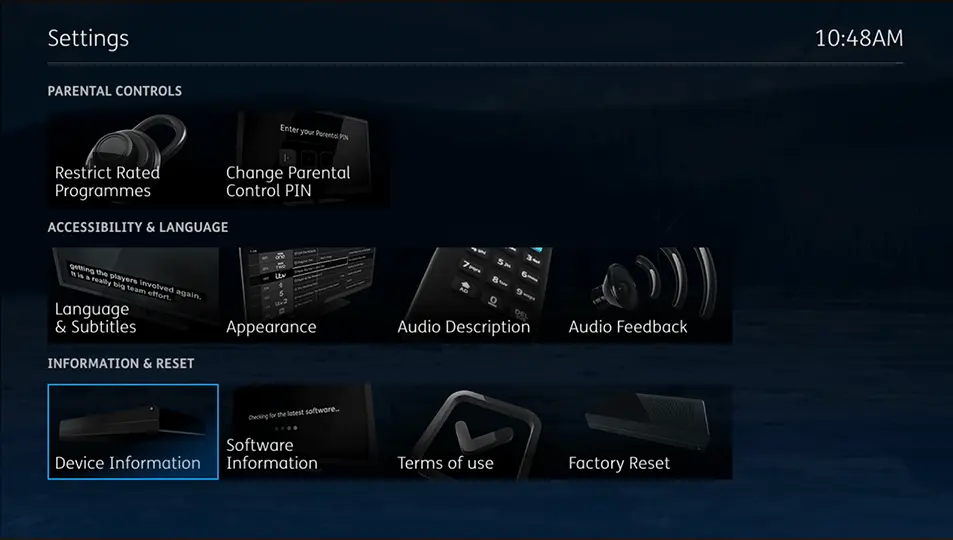 Settings
10:48AM
PARENTAL CONTROLS
Enter your Parental PIN
Restrict Rated
Programmes
Change Parental
Control PIN
ACCESSIBILITY & LANGUAGE
getting the players involved again.
It is a really big team effort.
Language
& Subtitles
Appearance
Audio Description
Audio Feedback
INFORMATION & RESET
Device Information
Checking for the latest software...
Software
Information
Terms of use
Factory Reset